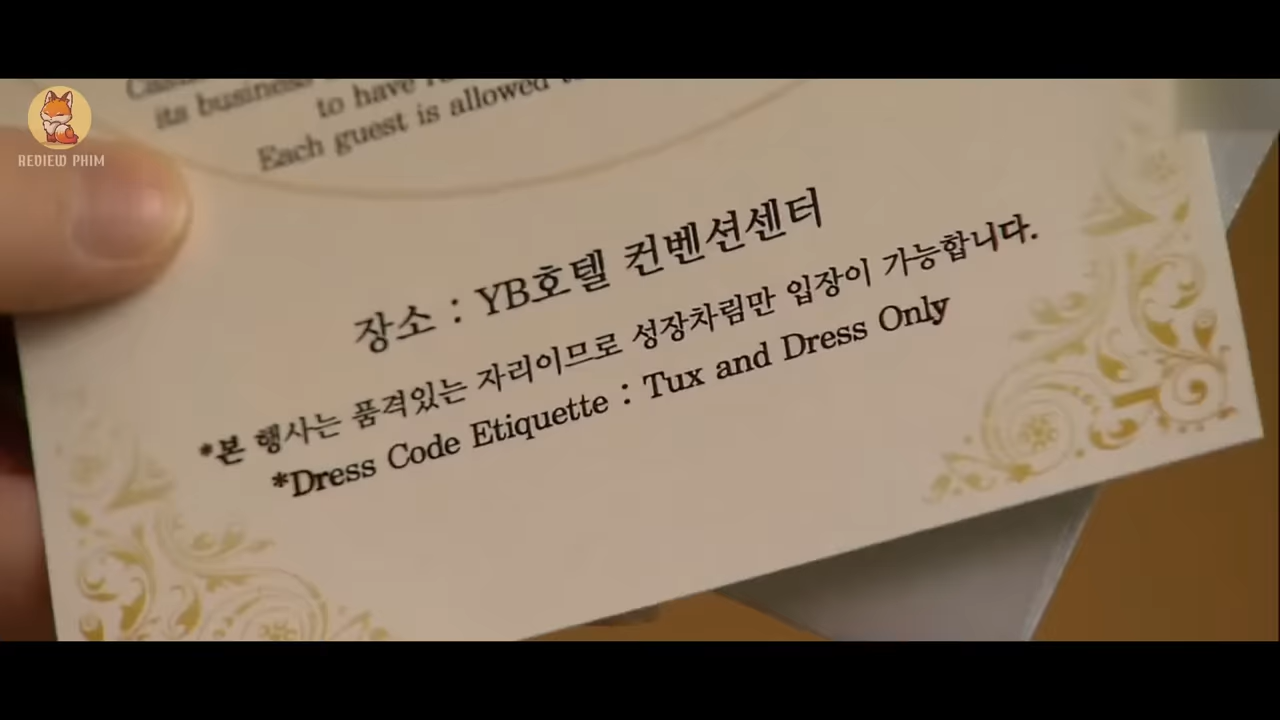 REVIEW PHIM
its business
to have
Each guest is allowed
장소 : YB호텔 컨벤션센터
*본 행사는 품격있는 자리이므로 성장차림만 입장이 가능합니다.
*Dress Code Etiquette : Tux and Dress Only